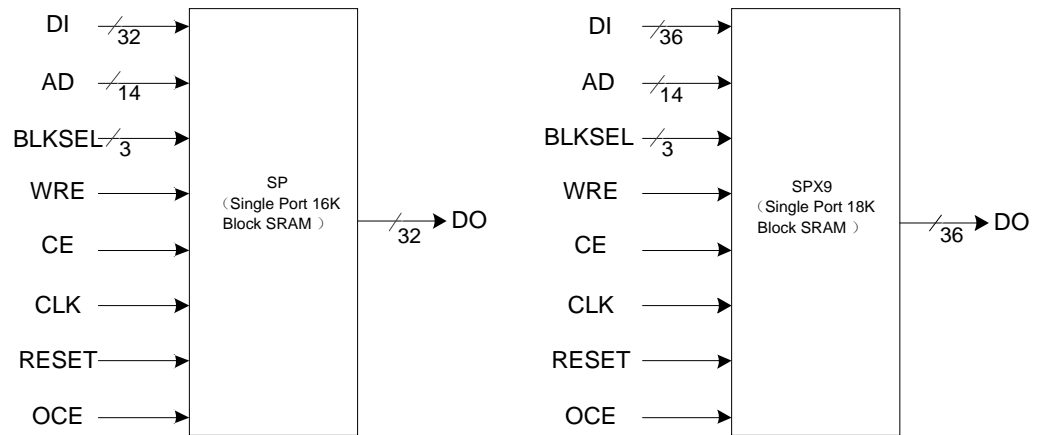 DI
32
AD
14
BLKSEL
3
WRE
CE
CLK
RESET
OCE
SP
（Single Port 16K
Block SRAM ）
32
DO
DI
36
AD
14
BLKSEL
3
WRE
CE
CLK
RESET
OCE
SPX9
（Single Port 18K
Block SRAM ）
36
DO